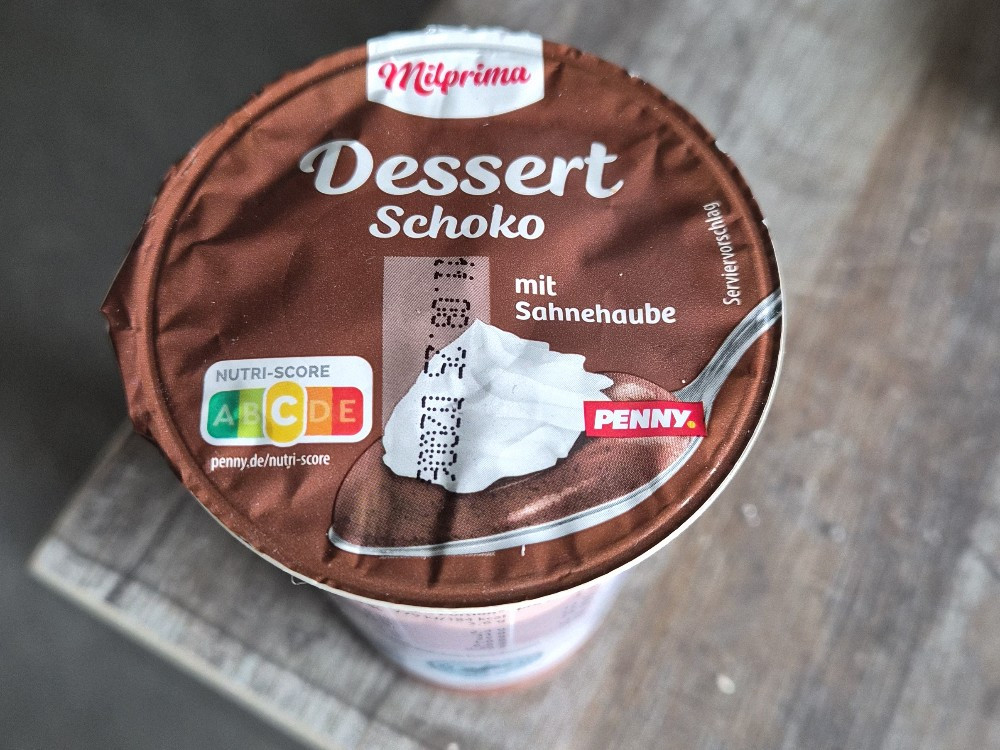 Milprima
Dessert
Schoko
mit
Sahnehaube
Serviervorschlag
NUTRI-SCORE
A B C D E
penny.de/nutri-score
PENNY.